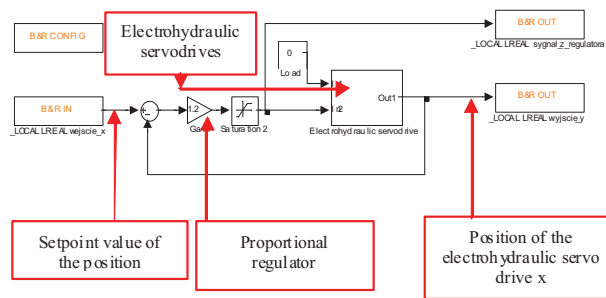 B&R CONFIG
Electrohydraulic
servodrives
0
Load
B&R OUT
_LOCAL LREAL sygnal_z_regulatora
B&R IN
_LOCAL LREAL wejscie_x
1.2
Saturation 2
In2
Out1
Electrohydraulic servodrive
B&R OUT
_LOCAL LREAL wyjscie_y
Setpoint value of
the position
Proportional
regulator
Position of the
electrohydraulic servo
drive x